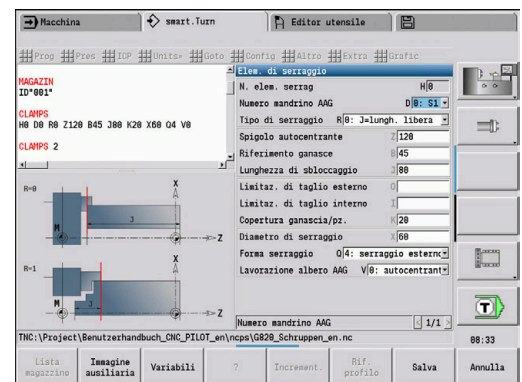 Macchina
smart.Turn
Editor utensile
Prog Pres ICP Units» Goto Config Altro Extra Grafic
MAGAZIN
ID"001"
CLAMPS
H0 D0 R0 Z120 B45 J80 K20 X60 Q4 V0
CLAMPS 2
Elem. di serraggio
N. elem. serrag H 0
Numero mandrino AAG D 0: S1
Tipo di serraggio R 0: J=lungh. libera
Spigolo autocentrante Z 120
Riferimento ganasce B 45
Lunghezza di sbloccaggio J 80
Limitaz. di taglio esterno O
Limitaz. di taglio interno I
Copertura ganascia/pz. K 20
Diametro di serraggio X 60
Forma serraggio Q 4: serraggio esterno
Lavorazione albero AAG V 0: autocentrant
R=0
X
J
M
Z
R=1
X
J
M
Z
Numero mandrino AAG
1/1
TNC:\Project\Benutzerhandbuch_CNC_PILOT_en\ncps\G820_Schruppen_en.nc
T
08:33
Lista magazzino
Immagine ausiliaria
Variabili
?
Increment.
Rif. profilo
Salva
Annulla